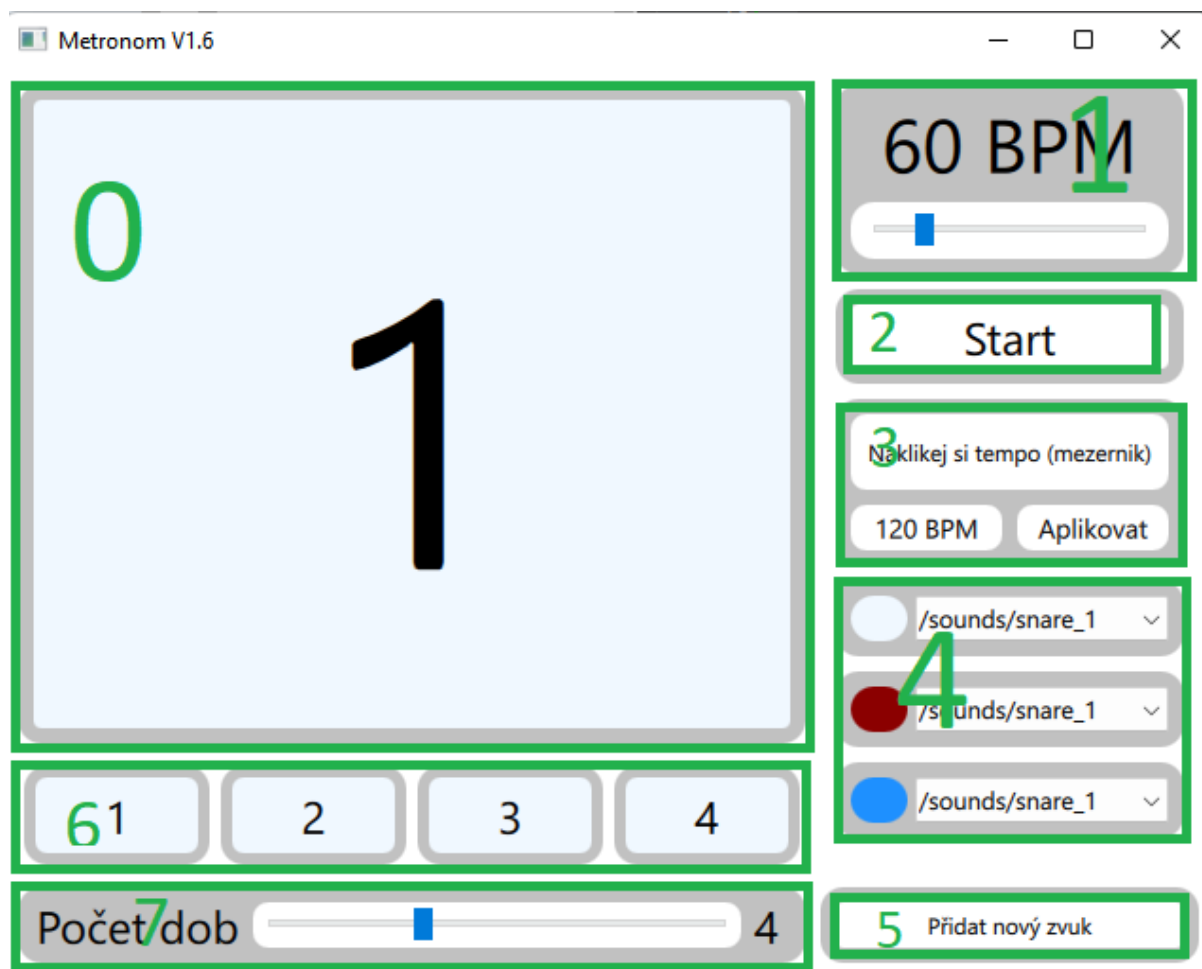 Metronom V1.6
0
1
60 BPM
1
2
Start
3
Naklikej si tempo (mezernik)
120 BPM
Aplikovat
4
/sounds/snare_1
/sounds/snare_1
/sounds/snare_1
6
1
2
3
4
7
Počet dob
4
5
Přidat nový zvuk